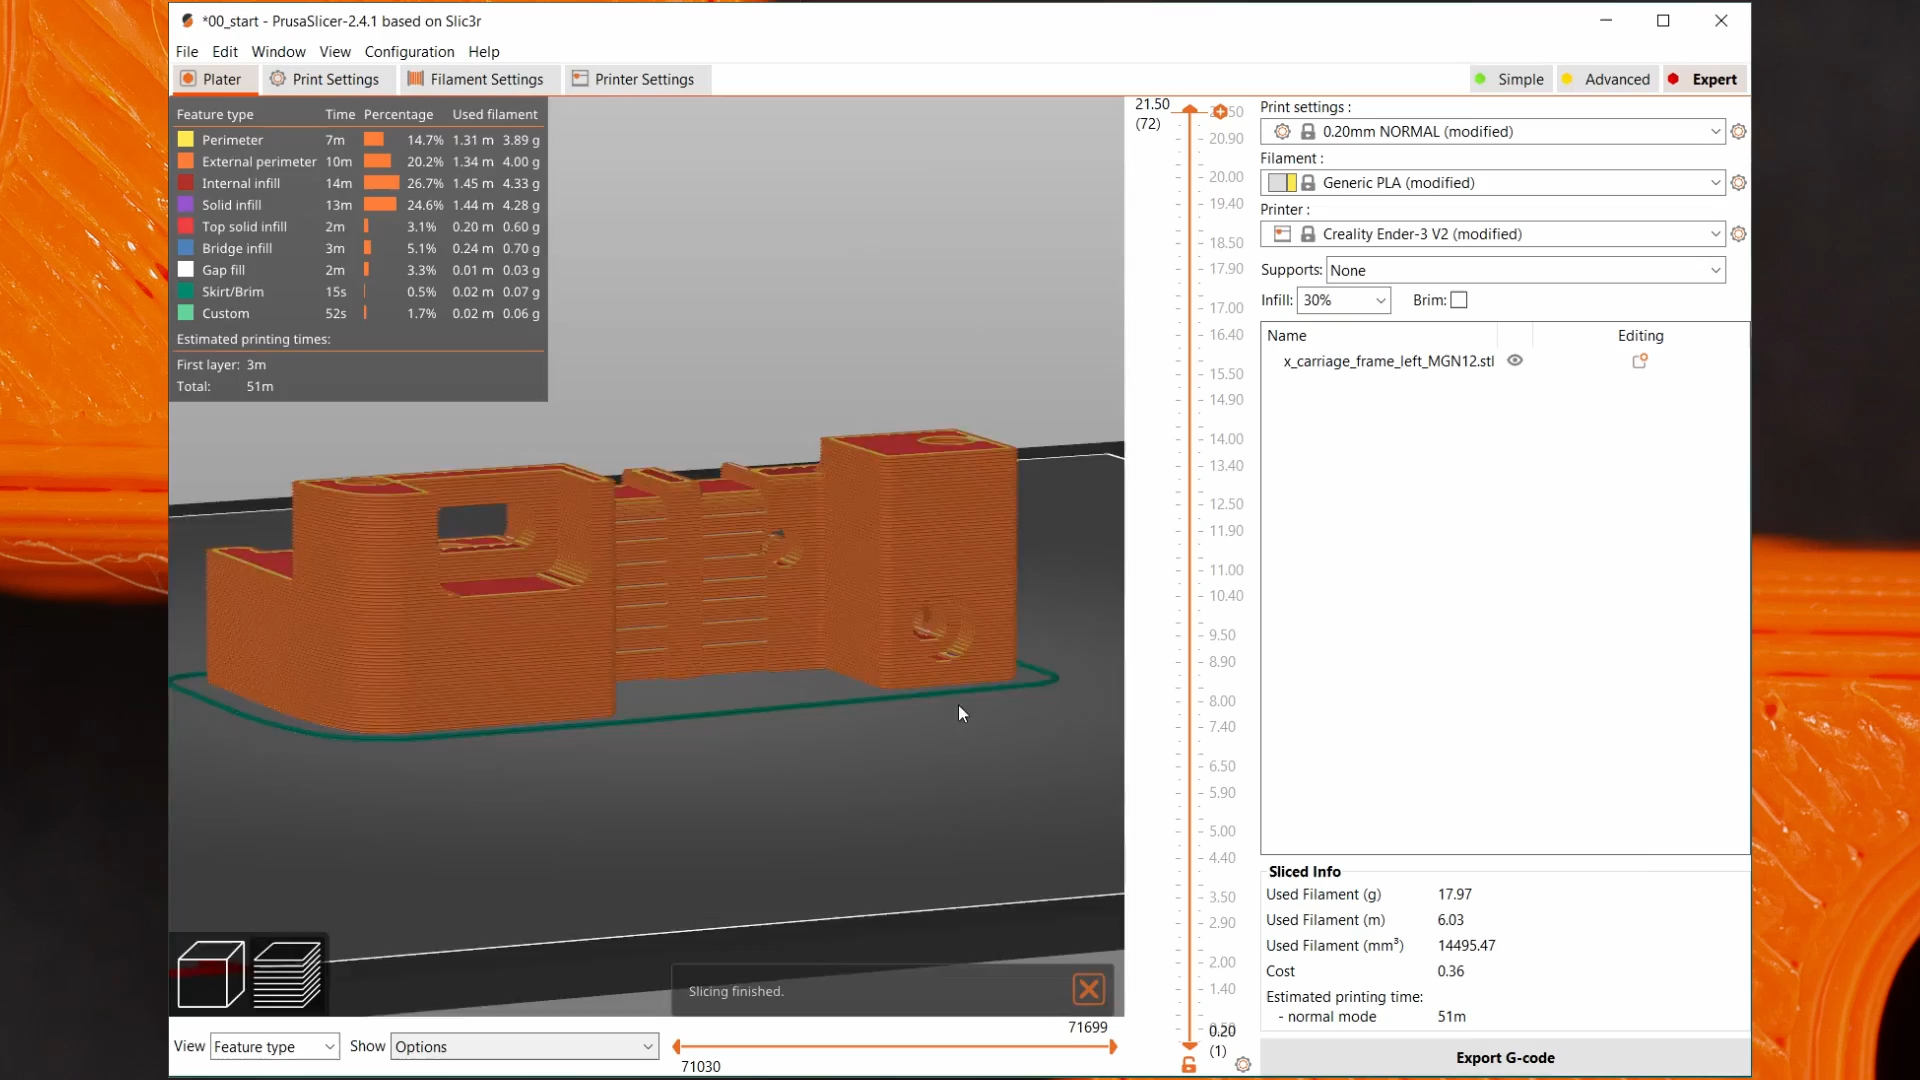 *00_start - PrusaSlicer-2.4.1 based on Slic3r
File Edit Window View Configuration Help
Plater Print Settings Filament Settings Printer Settings Simple Advanced Expert
Feature type Time Percentage Used filament
Perimeter 7m 14.7% 1.31 m 3.89 g
External perimeter 10m 20.2% 1.34 m 4.00 g
Internal infill 14m 26.7% 1.45 m 4.33 g
Solid infill 13m 24.6% 1.44 m 4.28 g
Top solid infill 2m 3.1% 0.20 m 0.60 g
Bridge infill 3m 5.1% 0.24 m 0.70 g
Gap fill 2m 3.3% 0.01 m 0.03 g
Skirt/Brim 15s 0.5% 0.02 m 0.07 g
Custom 52s 1.7% 0.02 m 0.06 g
Estimated printing times:
First layer: 3m
Total: 51m
Slicing finished.
View Feature type Show Options
71699
71030
21.50
(72)
20.90
20.00
19.40
18.50
17.90
17.00
16.40
15.50
14.90
14.00
13.40
12.50
11.90
11.00
10.40
9.50
8.90
8.00
7.40
6.50
5.90
5.00
4.40
3.50
2.90
2.00
1.40
0.20
(1)
Print settings :
0.20mm NORMAL (modified)
Filament :
Generic PLA (modified)
Printer :
Creality Ender-3 V2 (modified)
Supports: None
Infill: 30% Brim:
Name Editing
x_carriage_frame_left_MGN12.stl
Sliced Info
Used Filament (g) 17.97
Used Filament (m) 6.03
Used Filament (mm³) 14495.47
Cost 0.36
Estimated printing time:
- normal mode 51m
Export G-code